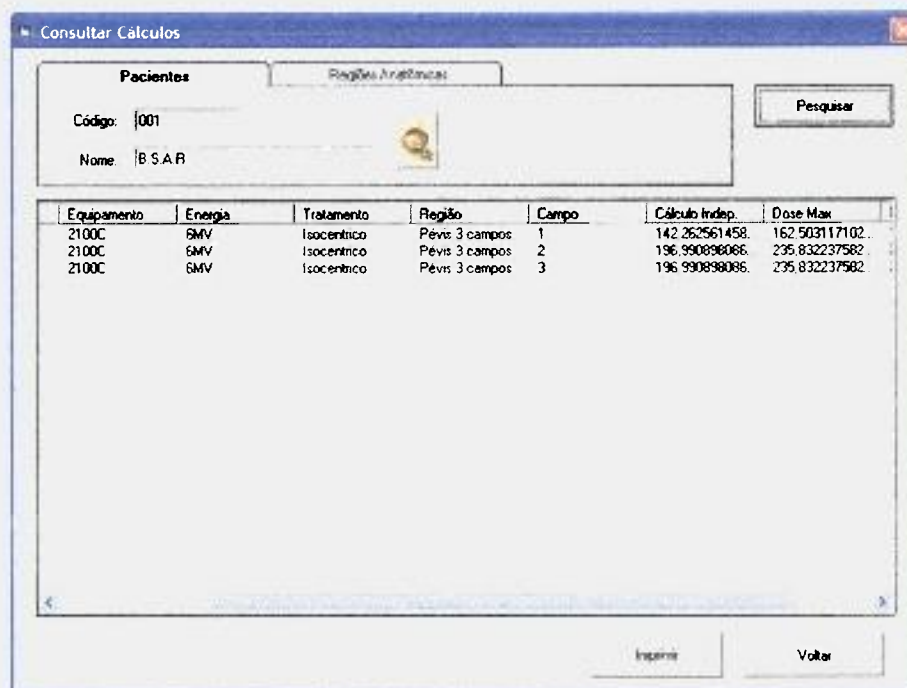 Consultar Cálculos
Pacientes Regiões Anatômicas
Pesquisar
Código: 001
Nome. B.S.A.R
Equipamento Energia Tratamento Região Campo Cálculo Indep. Dose Max
2100C 6MV Isocentrico Pévis 3 campos 1 142.262561458. 162,503117102..
2100C 6MV Isocentrico Pévis 3 campos 2 196,990898086. 235,832237582..
2100C 6MV Isocentrico Pévis 3 campos 3 196.990898086. 235,832237582..
Imprimir Voltar